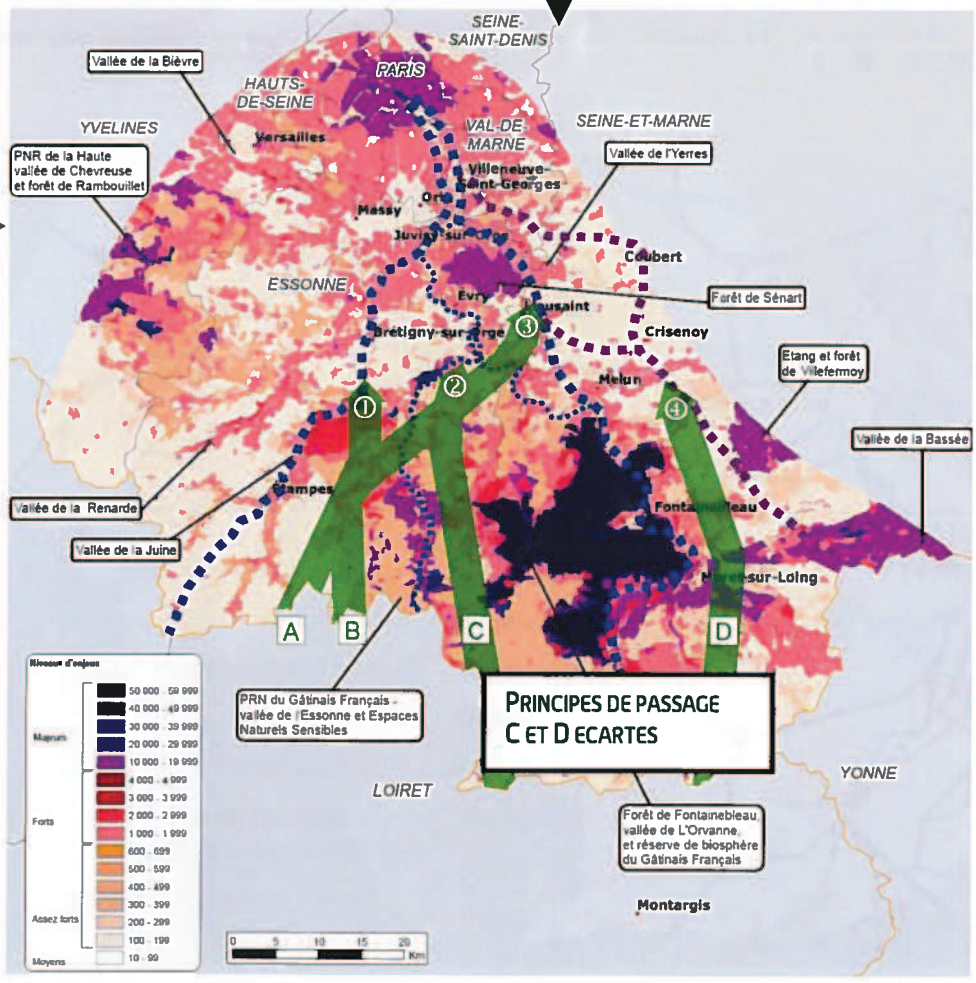 SEINE-
SAINT-DENIS
Vallée de la Bièvre
PARIS
HAUTS-
DE-SEINE
YVELINES
VAL-DE-
MARNE
SEINE-ET-MARNE
Versailles
PNR de la Haute
vallée de Chevreuse
et forêt de Rambouillet
Vallée de l'Yerres
Villeneuve-
Saint-Georges
Massy
Juvisy-sur-Orge
Coubert
ESSONNE
Evry
Forêt de Sénart
Brétigny-sur-Orge
Crisenoy
③
Melun
Etang et forêt
de Villefermoy
②
①
④
Vallée de la Bassée
Etampes
Vallée de la Renarde
Fontainebleau
Vallée de la Juine
Moret-sur-Loing
A
B
C
D
Niveaux d'enjeux
Majeurs
50 000 - 59 999
40 000 - 49 999
30 000 - 39 999
20 000 - 29 999
10 000 - 19 999
Forts
4 000 - 4 999
3 000 - 3 999
2 000 - 2 999
1 000 - 1 999
Assez forts
600 - 699
500 - 599
400 - 499
300 - 399
200 - 299
100 - 199
Moyens
10 - 99
PRN du Gâtinais Français -
vallée de l'Essonne et Espaces
Naturels Sensibles
PRINCIPES DE PASSAGE
C ET D ECARTES
LOIRET
YONNE
Forêt de Fontainebleau,
vallée de L'Orvanne,
et réserve de biosphère
du Gâtinais Français
Montargis
0 5 10 15 20
Km